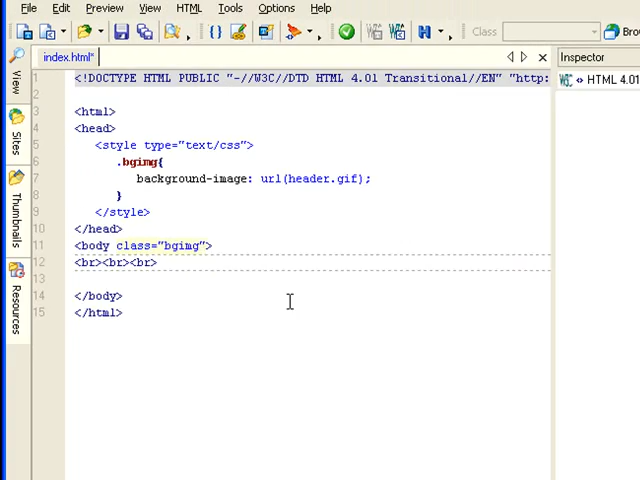 File Edit Preview View HTML Tools Options Help
Class Brow
index.html* Inspector
1 <!DOCTYPE HTML PUBLIC "-//W3C//DTD HTML 4.01 Transitional//EN" "http: HTML 4.01
2
3 <html>
4 <head>
5 <style type="text/css">
6 .bgimg{
7 background-image: url(header.gif);
8 }
9 </style>
10 </head>
11 <body class="bgimg">
12 <br><br><br>
13
14 </body>
15 </html>
View
Sites
Thumbnails
Resources